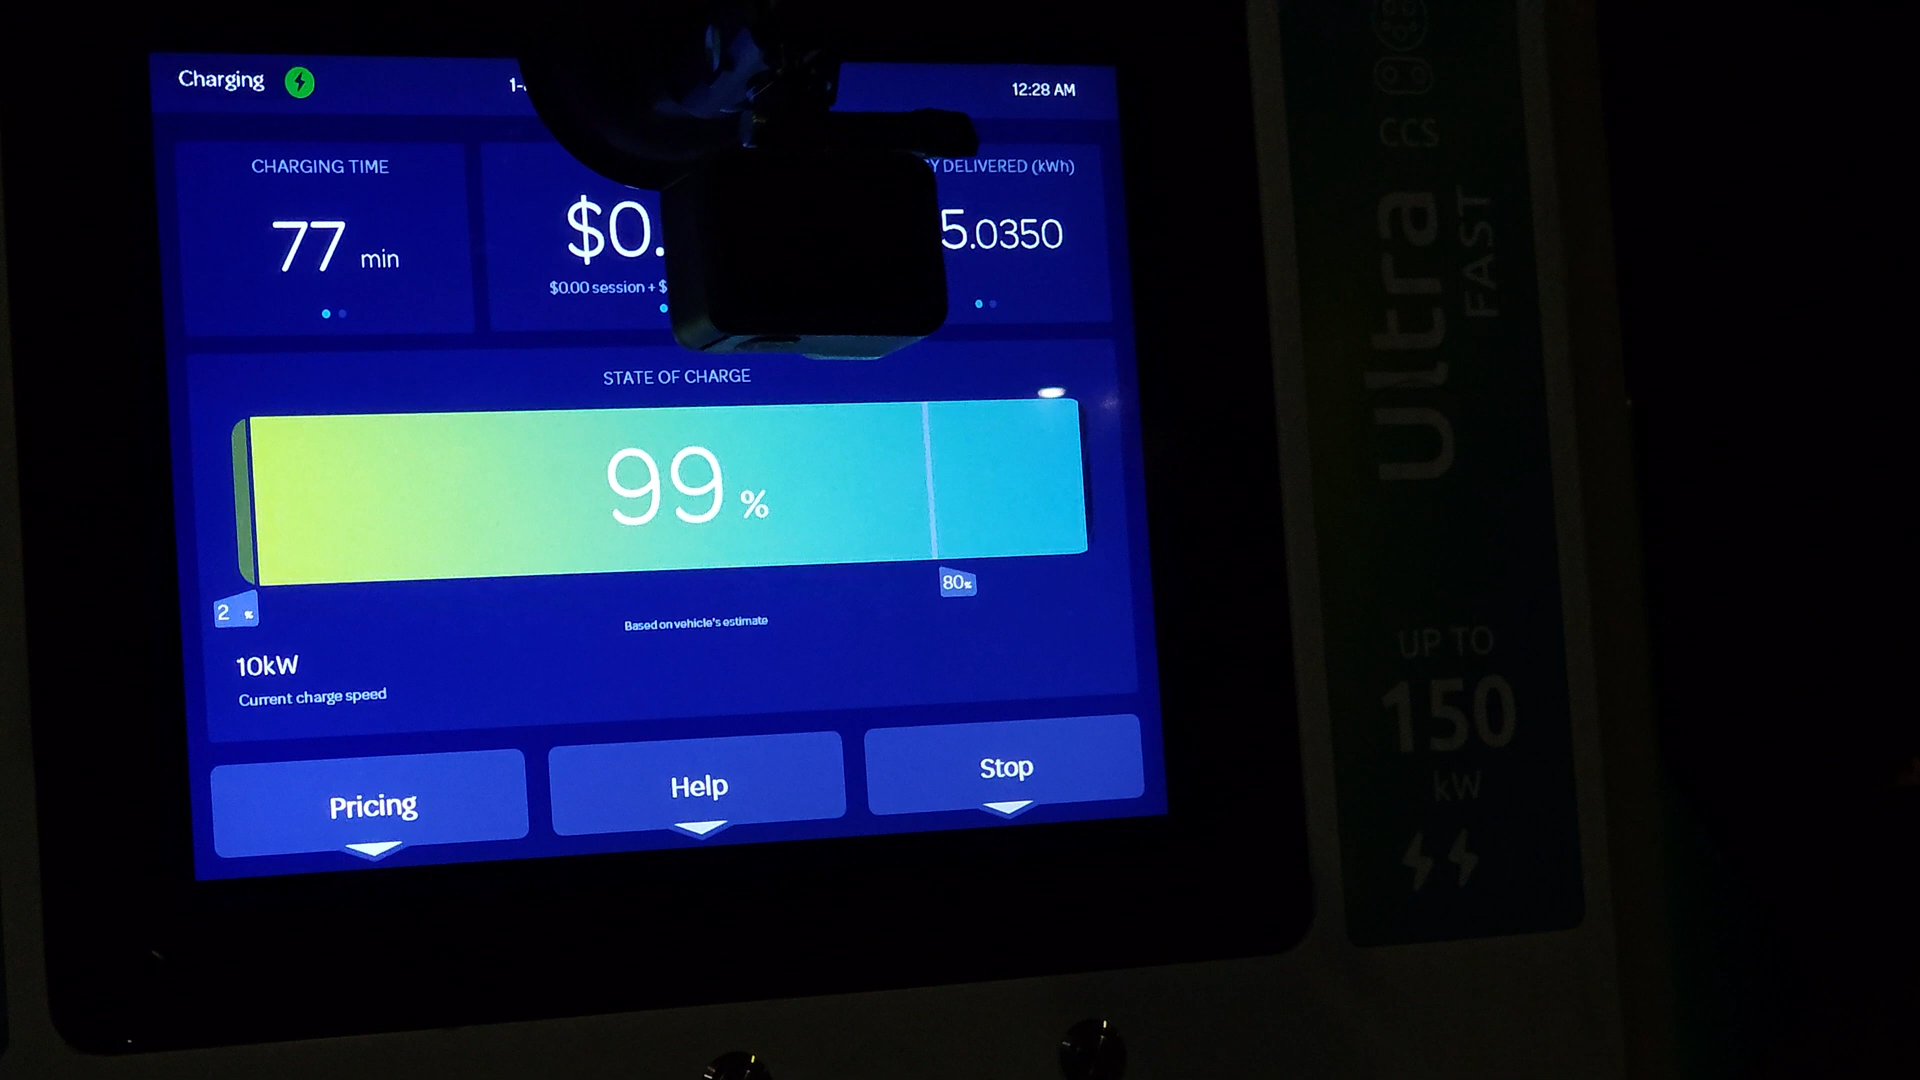 Charging
1-
12:28 AM
CHARGING TIME
77 min
$0.
$0.00 session + $
Y DELIVERED (kWh)
5.0350
STATE OF CHARGE
99 %
2 %
80%
Based on vehicle's estimate
10kW
Current charge speed
Pricing
Help
Stop
CCS
Ultra
FAST
UP TO
150
kW